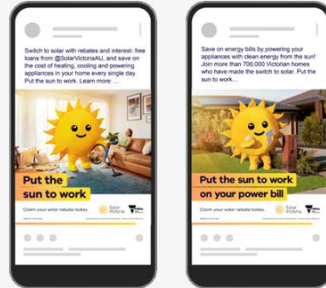 Switch to solar with rebates and interest- free
loans from @SolarVictoriaAU, and save on
the cost of heating, cooling and powering
appliances in your home every single day.
Put the sun to work. Learn more: ...
Put the
sun to work
Claim your solar rebate today.
Solar
Victoria
Save on energy bills by powering your
appliances with clean energy from the sun!
Join more than 700,000 Victorian homes
who have made the switch to solar. Put the
sun to work...
Put the sun to work
on your power bill
Claim your solar rebate today.
Solar
Victoria